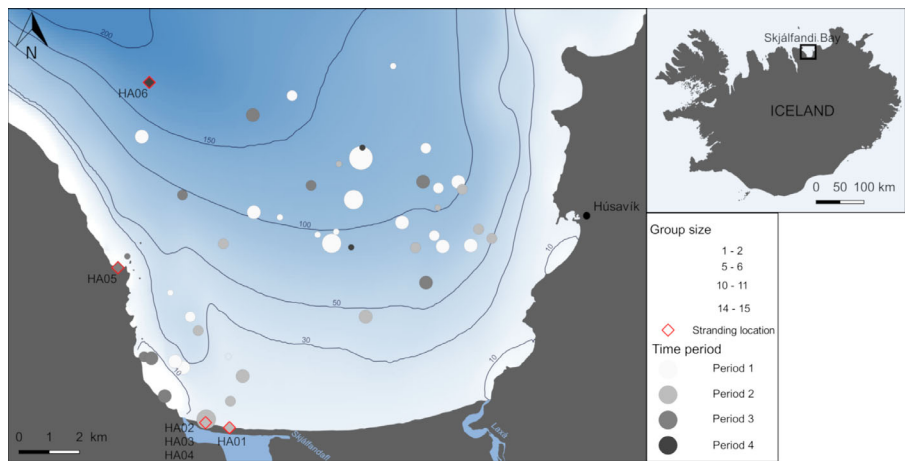 N
200
HA06
150
100
50
30
10
10
10
Húsavík
HA05
HA02
HA03
HA04
HA01
Skjálfandafl
Laxá
0 1 2 km
Skjálfandi Bay
ICELAND
0 50 100 km
Group size
1 - 2
5 - 6
10 - 11
14 - 15
Stranding location
Time period
Period 1
Period 2
Period 3
Period 4